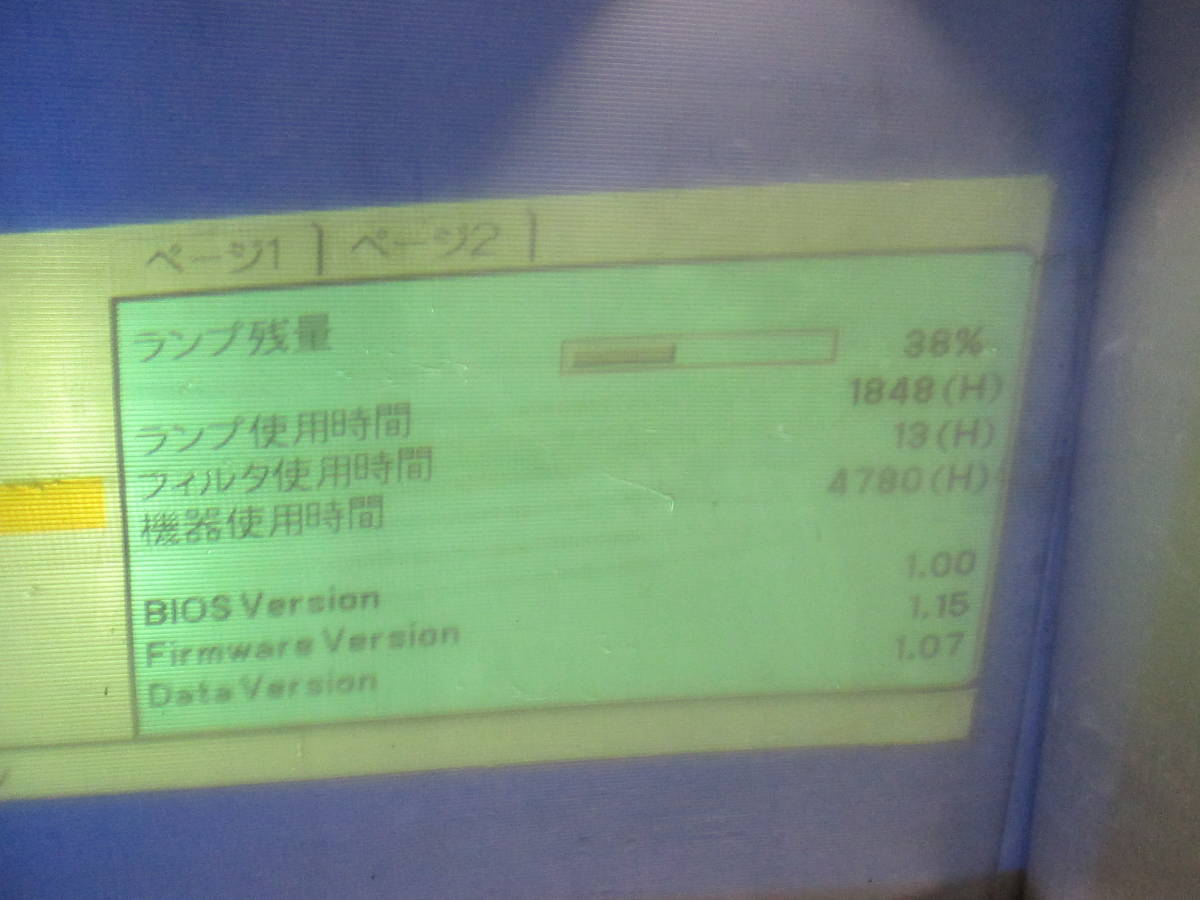 ページ1 ページ2
ランプ残量 38%
ランプ使用時間 1848(H)
フィルタ使用時間 13(H)
機器使用時間 4780(H)
BIOS Version 1.00
Firmware Version 1.15
Data Version 1.07